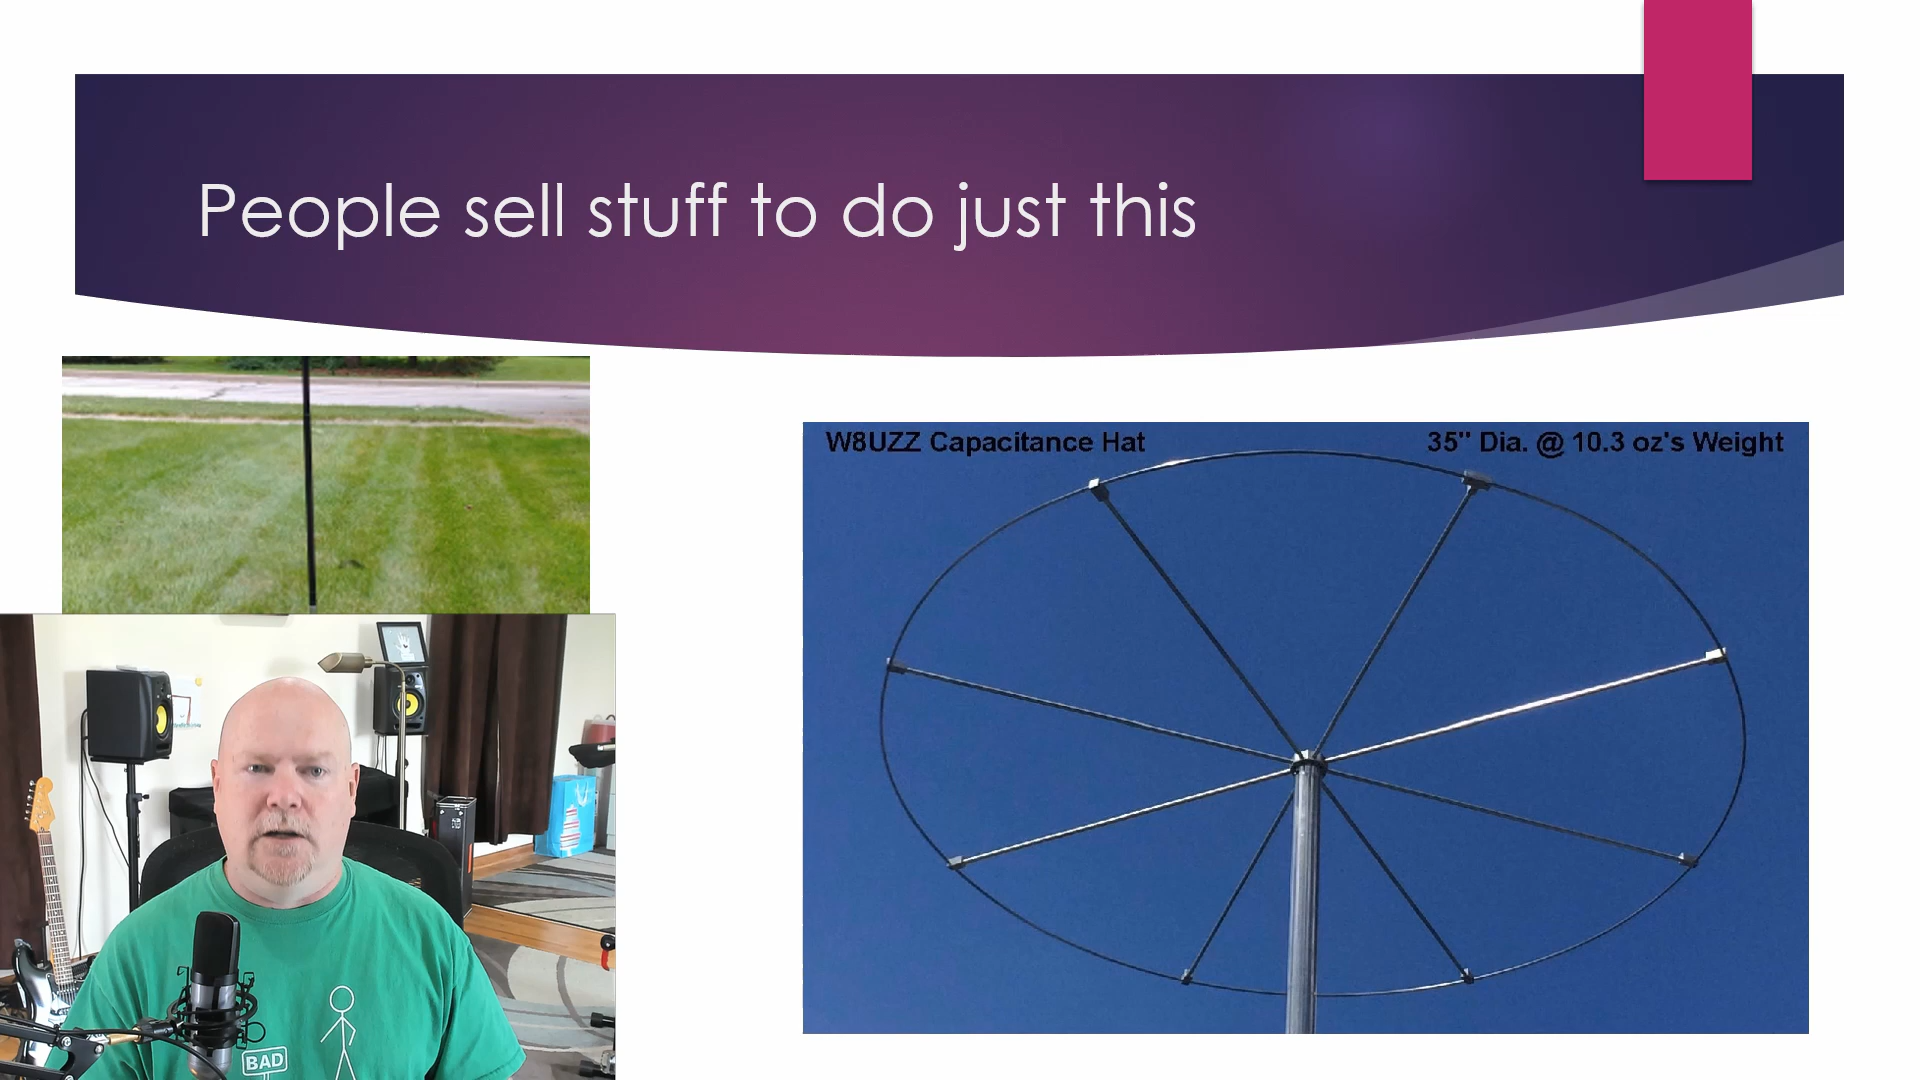 People sell stuff to do just this
W8UZZ Capacitance Hat
35" Dia. @ 10.3 oz's Weight
BAD